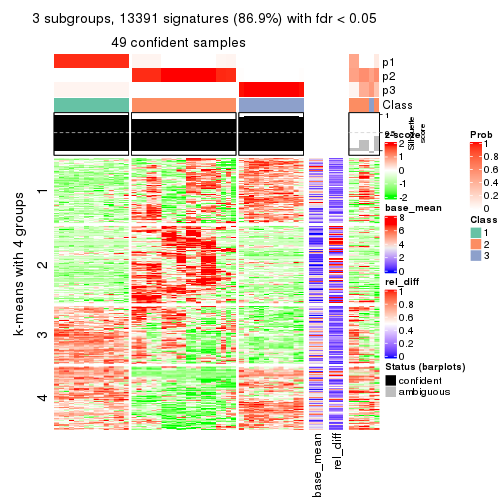 3 subgroups, 13391 signatures (86.9%) with fdr < 0.05
49 confident samples
p1
p2
p3
Class
1
0
Silhouette
score
k-means with 4 groups
1
2
3
4
base_mean
rel_diff
z-score
2
1
0
-1
-2
base_mean
8
6
4
2
0
rel_diff
1
0.8
0.6
0.4
0.2
0
Status (barplots)
confident
ambiguous
Prob
1
0.8
0.6
0.4
0.2
0
Class
1
2
3